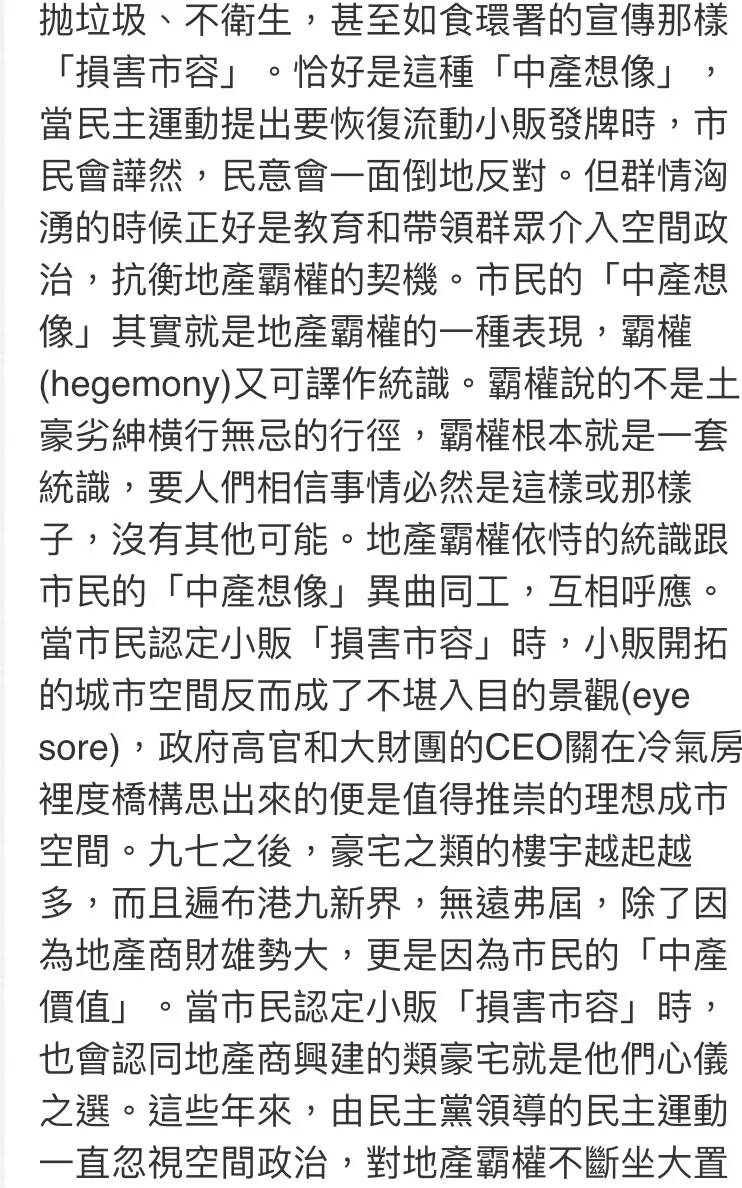 拋垃圾、不衛生，甚至如食環署的宣傳那樣
「損害市容」。恰好是這種「中產想像」，
當民主運動提出要恢復流動小販發牌時，市
民會譁然，民意會一面倒地反對。但群情洶
湧的時候正好是教育和帶領群眾介入空間政
治，抗衡地產霸權的契機。市民的「中產想
像」其實就是地產霸權的一種表現，霸權
(hegemony)又可譯作統識。霸權說的不是土
豪劣紳橫行無忌的行徑，霸權根本就是一套
統識，要人們相信事情必然是這樣或那樣
子，沒有其他可能。地產霸權依恃的統識跟
市民的「中產想像」異曲同工，互相呼應。
當市民認定小販「損害市容」時，小販開拓
的城市空間反而成了不堪入目的景觀(eye
sore)，政府高官和大財團的CEO關在冷氣房
裡度橋構思出來的便是值得推崇的理想成市
空間。九七之後，豪宅之類的樓宇越起越
多，而且遍布港九新界，無遠弗屆，除了因
為地產商財雄勢大，更是因為市民的「中產
價值」。當市民認定小販「損害市容」時，
也會認同地產商興建的類豪宅就是他們心儀
之選。這些年來，由民主黨領導的民主運動
一直忽視空間政治，對地產霸權不斷坐大置